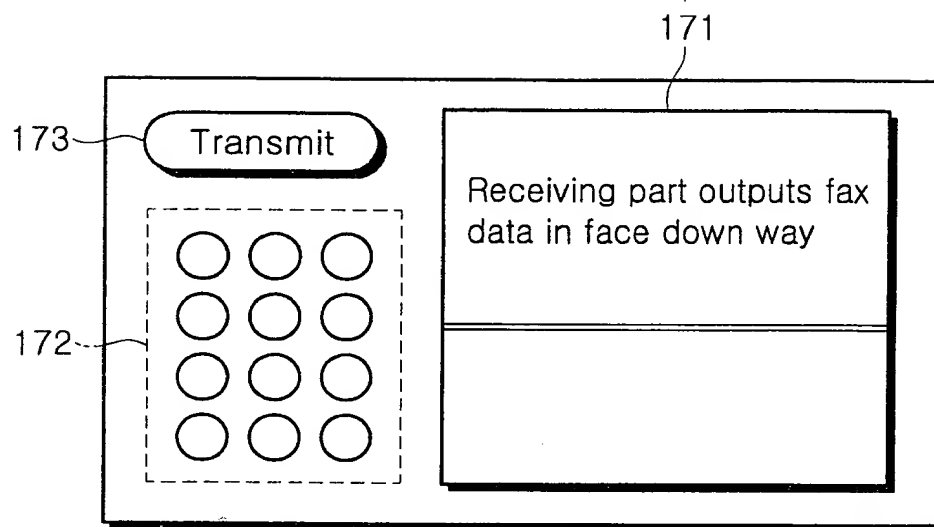 171
173
Transmit
Receiving part outputs fax
data in face down way
172